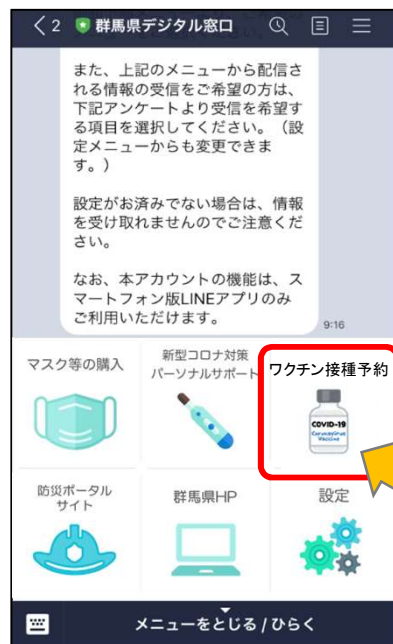 2 群馬県デジタル窓口
また、上記のメニューから配信さ
れる情報の受信をご希望の方は、
下記アンケートより受信を希望す
る項目を選択してください。（設
定メニューからも変更できま
す。）
設定がお済みでない場合は、情報
を受け取れませんのでご注意くだ
さい。
なお、本アカウントの機能は、ス
マートフォン版LINEアプリのみ
ご利用いただけます。
9:16
マスク等の購入
新型コロナ対策
パーソナルサポート
ワクチン接種予約
COVID-19
Coronavirus
Vaccine
防災ポータル
サイト
群馬県HP
設定
メニューをとじる / ひらく